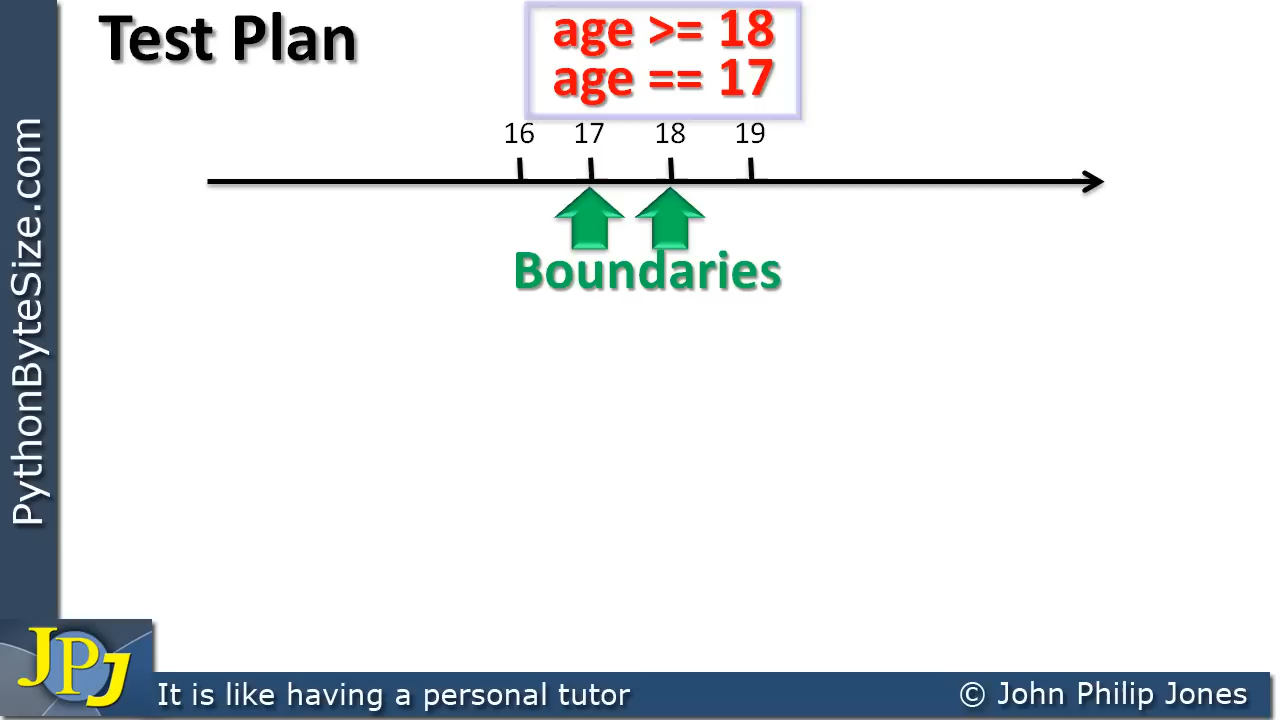 Test Plan
age >= 18
age == 17
16 17 18 19
Boundaries
PythonByteSize.com
JPJ
It is like having a personal tutor
© John Philip Jones